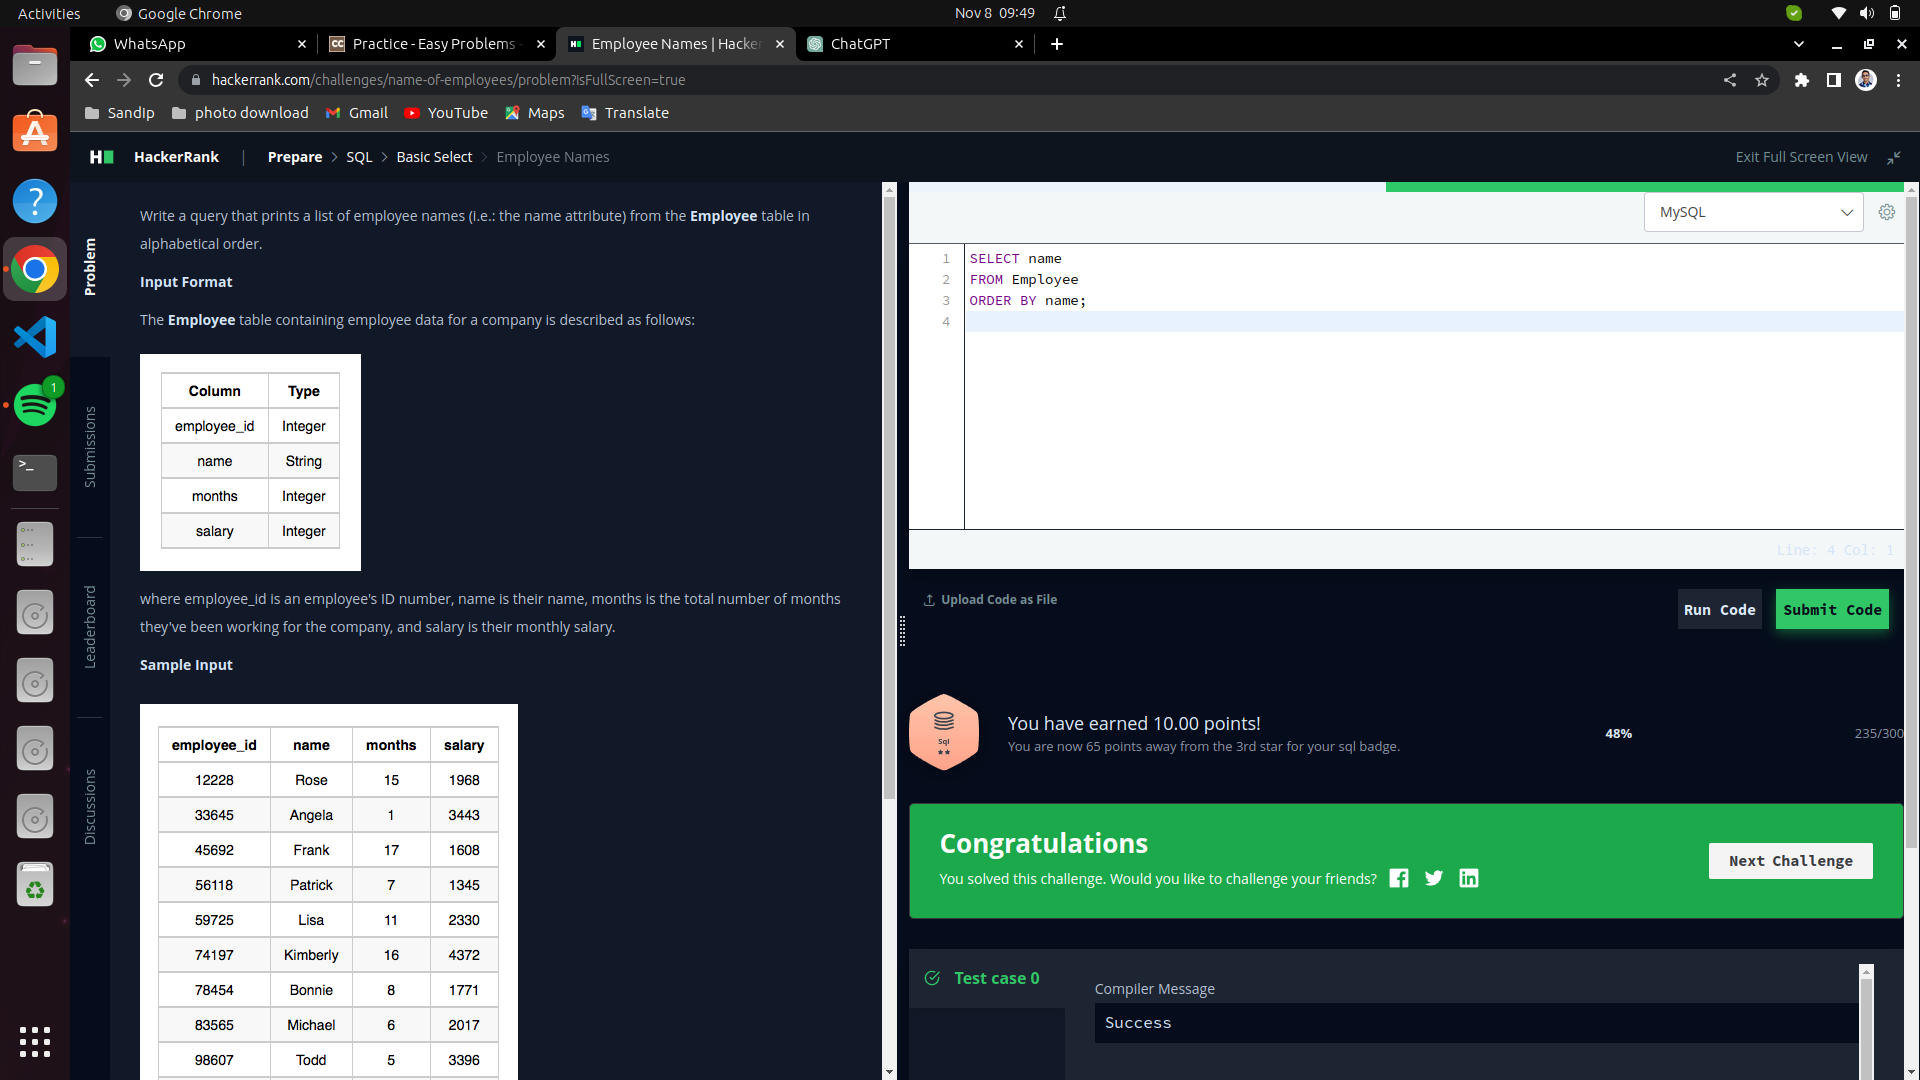 Activities
Google Chrome
Nov 8 09:49
WhatsApp
Practice - Easy Problems -
Employee Names | Hacker
ChatGPT
hackerrank.com/challenges/name-of-employees/problem?isFullScreen=true
Sandip
photo download
Gmail
YouTube
Maps
Translate
HackerRank
Prepare > SQL > Basic Select > Employee Names
Exit Full Screen View
Problem
Submissions
Leaderboard
Discussions
1
Write a query that prints a list of employee names (i.e.: the name attribute) from the Employee table in
alphabetical order.
Input Format
The Employee table containing employee data for a company is described as follows:
Column Type
employee_id Integer
name String
months Integer
salary Integer
where employee_id is an employee's ID number, name is their name, months is the total number of months
they've been working for the company, and salary is their monthly salary.
Sample Input
employee_id name months salary
12228 Rose 15 1968
33645 Angela 1 3443
45692 Frank 17 1608
56118 Patrick 7 1345
59725 Lisa 11 2330
74197 Kimberly 16 4372
78454 Bonnie 8 1771
83565 Michael 6 2017
98607 Todd 5 3396
MySQL
1 SELECT name
2 FROM Employee
3 ORDER BY name;
4
Line: 4 Col: 1
Upload Code as File
Run Code
Submit Code
Sql
You have earned 10.00 points!
You are now 65 points away from the 3rd star for your sql badge.
48%
235/300
Congratulations
You solved this challenge. Would you like to challenge your friends?
Next Challenge
Test case 0
Compiler Message
Success